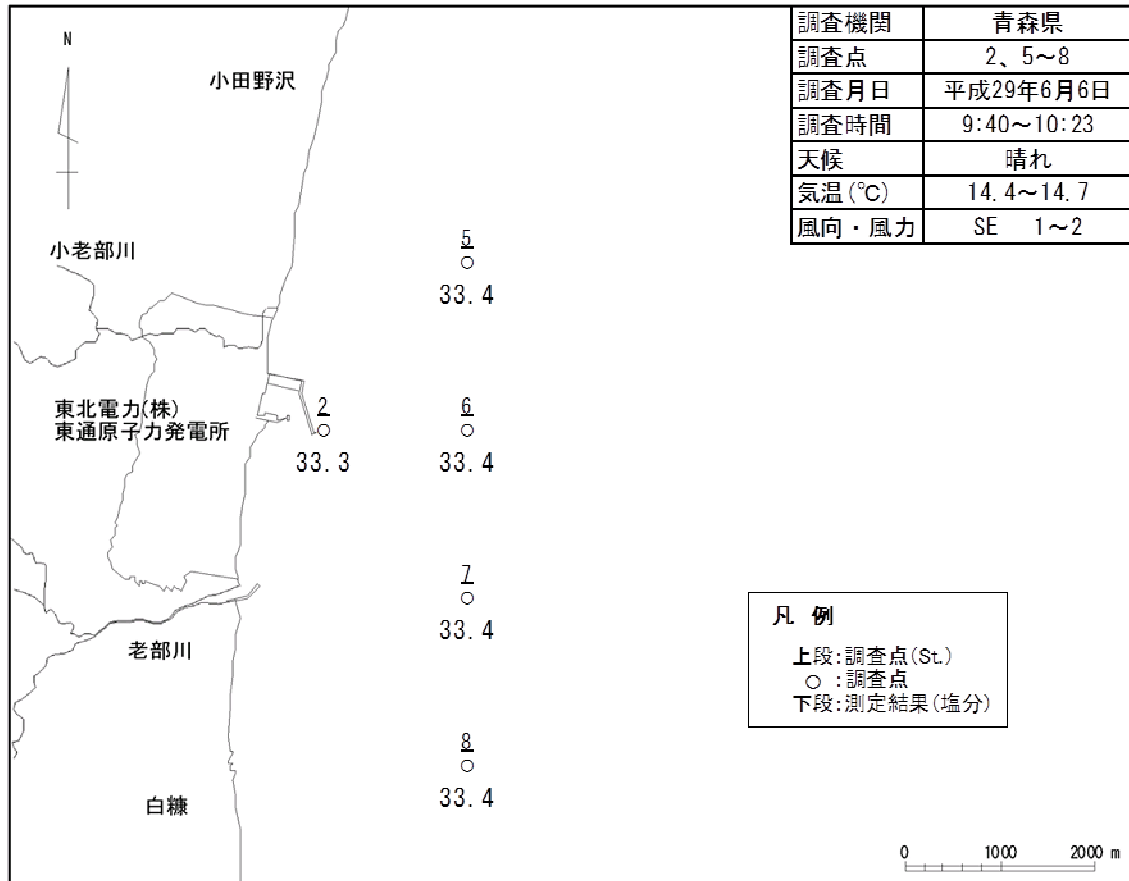 N
小田野沢
調査機関 青森県
調査点 2、5～8
調査月日 平成29年6月6日
調査時間 9:40～10:23
天候 晴れ
気温(℃) 14.4～14.7
風向・風力 SE 1～2
小老部川
5
33.4
東北電力(株)
東通原子力発電所
2
33.3
6
33.4
7
33.4
老部川
凡 例
上段:調査点(St.)
○ :調査点
下段:測定結果(塩分)
8
33.4
白糠
0 1000 2000 m